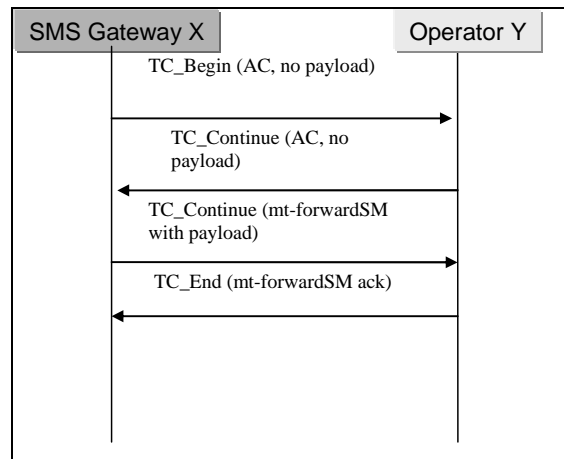 SMS Gateway X
Operator Y
TC_Begin (AC, no payload)
TC_Continue (AC, no
payload)
TC_Continue (mt-forwardSM
with payload)
TC_End (mt-forwardSM ack)